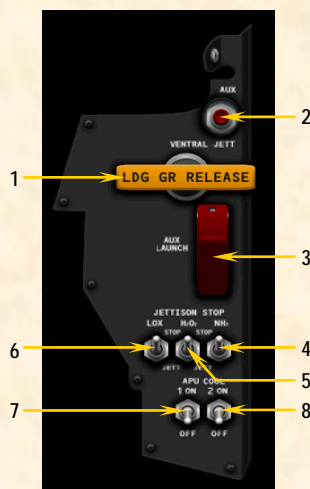 AUX
2
VENTRAL JETT
1
LDG GR RELEASE
AUX
LAUNCH
3
JETTISON STOP
LOX H₂O₂ NH₃
STOP STOP
6
4
JETT JETT
5
APU COOL
1 ON 2 ON
7
8
OFF OFF